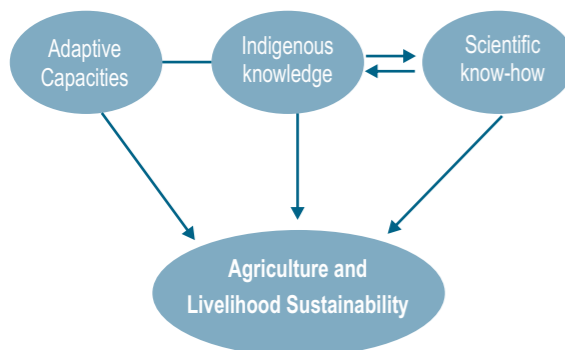 Adaptive
Capacities
Indigenous
knowledge
Scientific
know-how
Agriculture and
Livelihood Sustainability